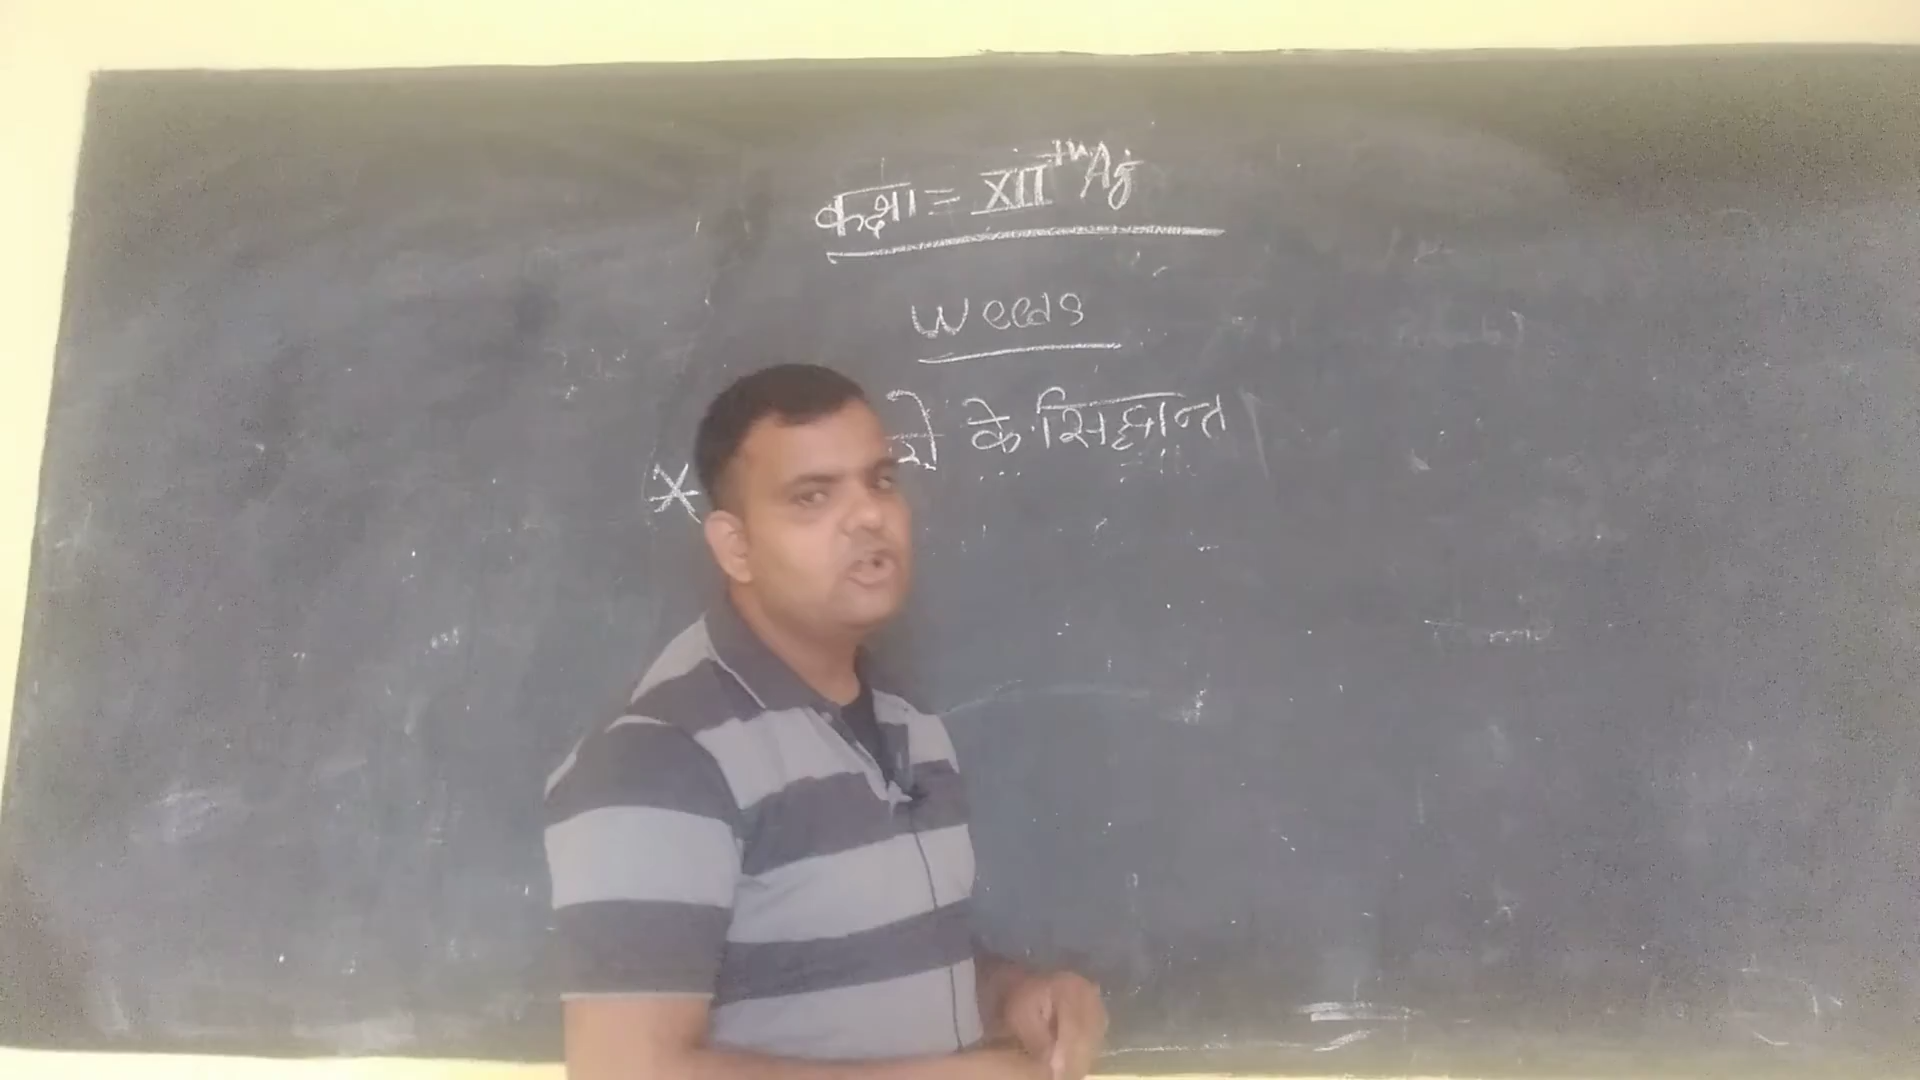 कक्षा = XII th Ag
Weeds
* के सिद्धान्त